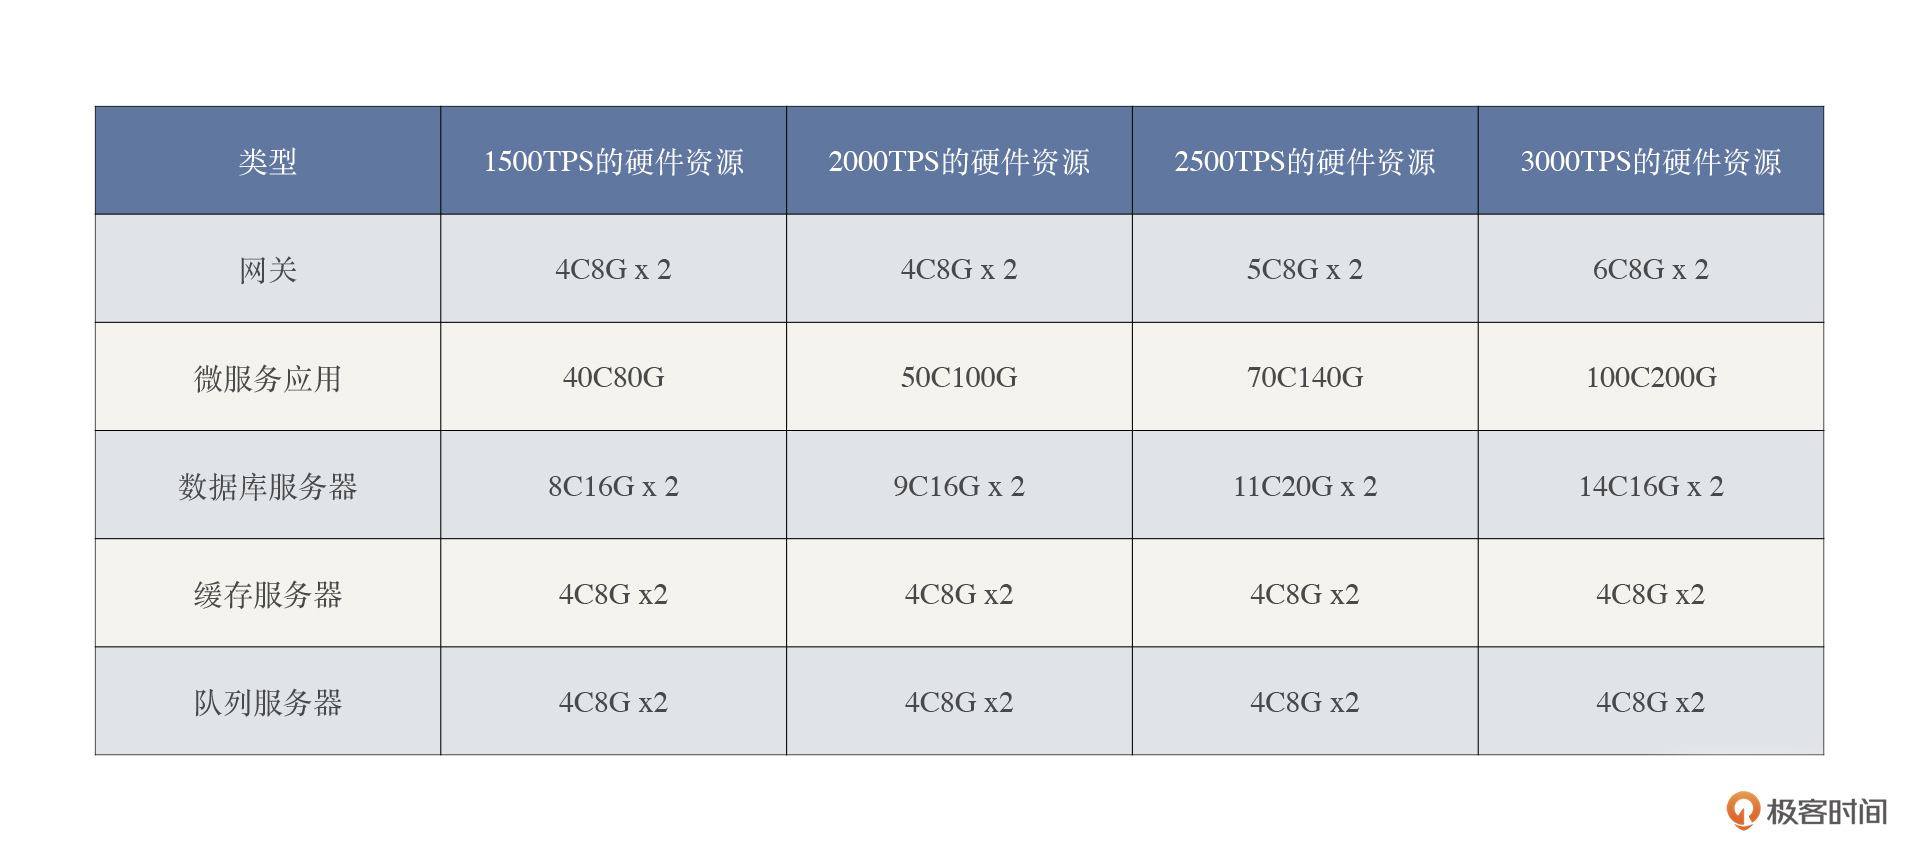 类型 1500TPS的硬件资源 2000TPS的硬件资源 2500TPS的硬件资源 3000TPS的硬件资源
网关 4C8G x 2 4C8G x 2 5C8G x 2 6C8G x 2
微服务应用 40C80G 50C100G 70C140G 100C200G
数据库服务器 8C16G x 2 9C16G x 2 11C20G x 2 14C16G x 2
缓存服务器 4C8G x2 4C8G x2 4C8G x2 4C8G x2
队列服务器 4C8G x2 4C8G x2 4C8G x2 4C8G x2
极客时间